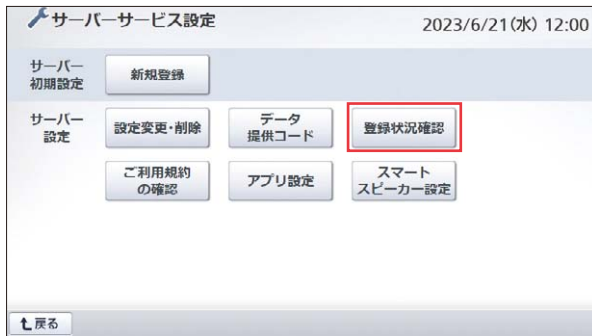 サーバーサービス設定
2023/6/21(水) 12:00
サーバー
初期設定
新規登録
サーバー
設定
設定変更・削除
データ
提供コード
登録状況確認
ご利用規約
の確認
アプリ設定
スマート
スピーカー設定
戻る